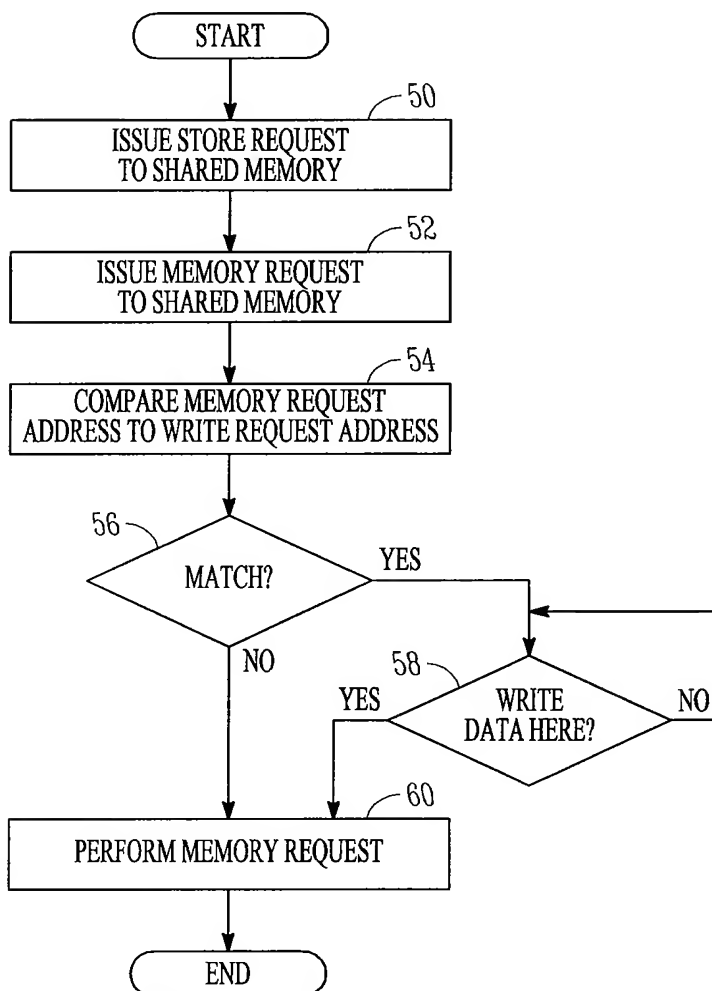 START
50
ISSUE STORE REQUEST
TO SHARED MEMORY
52
ISSUE MEMORY REQUEST
TO SHARED MEMORY
54
COMPARE MEMORY REQUEST
ADDRESS TO WRITE REQUEST ADDRESS
56
MATCH?
YES
NO
58
YES
WRITE
DATA HERE?
NO
60
PERFORM MEMORY REQUEST
END